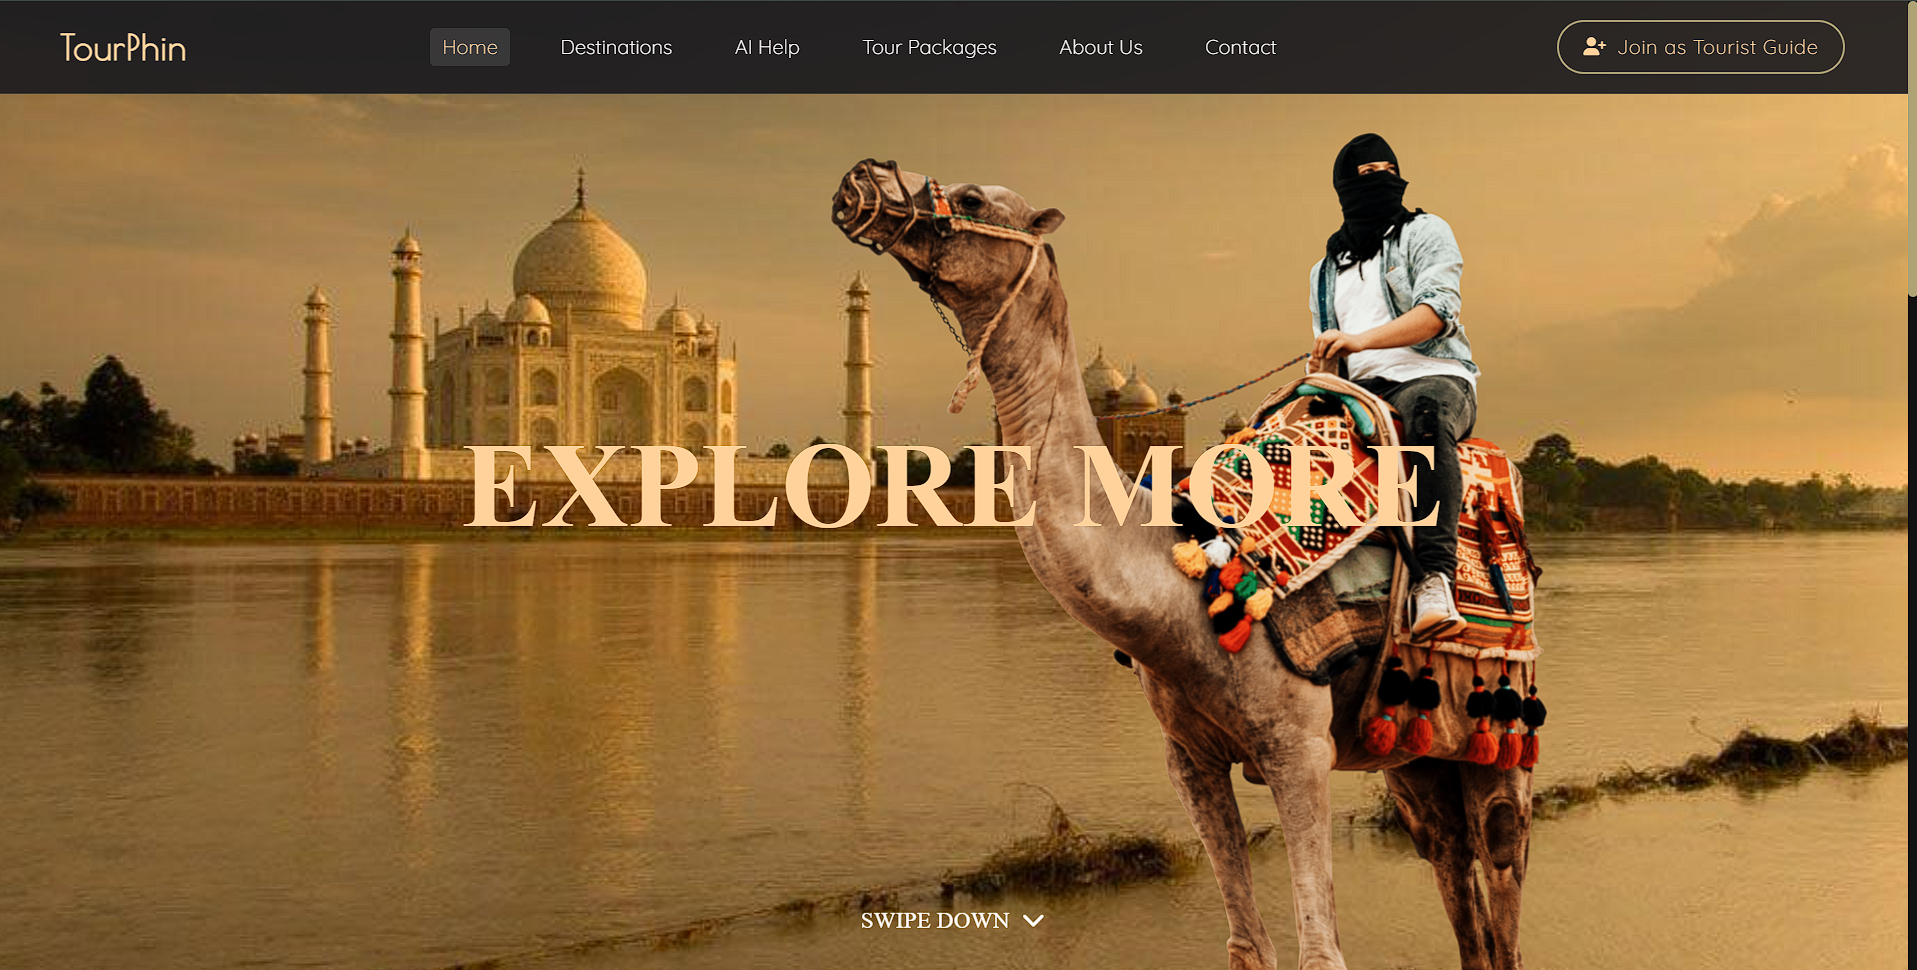 TourPhin
Home
Destinations
AI Help
Tour Packages
About Us
Contact
Join as Tourist Guide
EXPLORE MORE
SWIPE DOWN